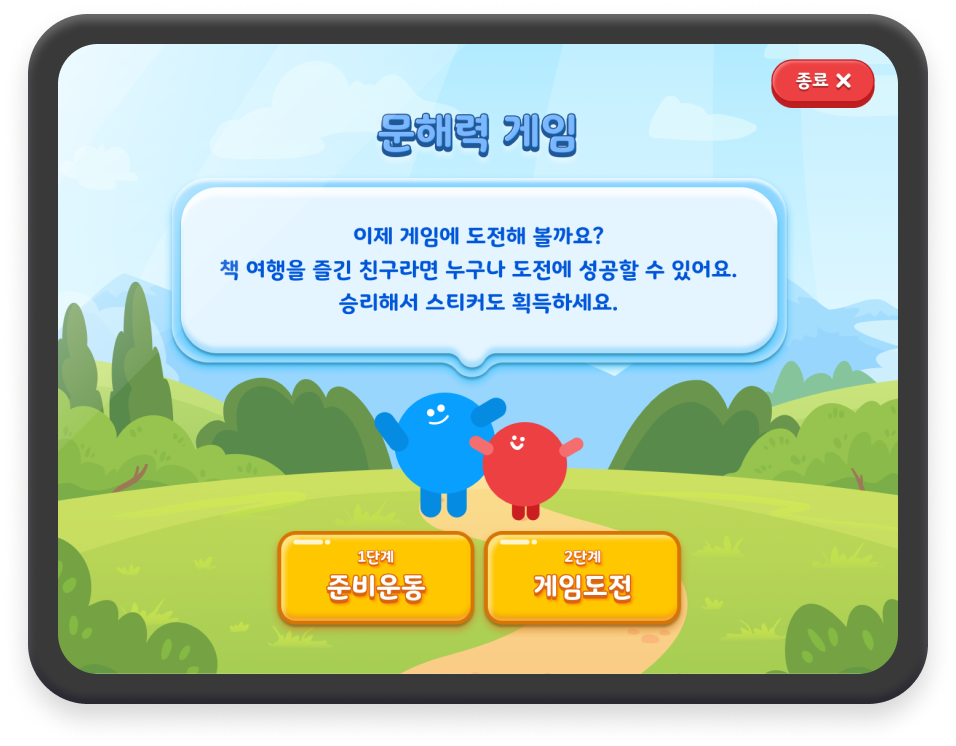 종료
문해력 게임
이제 게임에 도전해 볼까요?
책 여행을 즐긴 친구라면 누구나 도전에 성공할 수 있어요.
승리해서 스티커도 획득하세요.
1단계
준비운동
2단계
게임도전